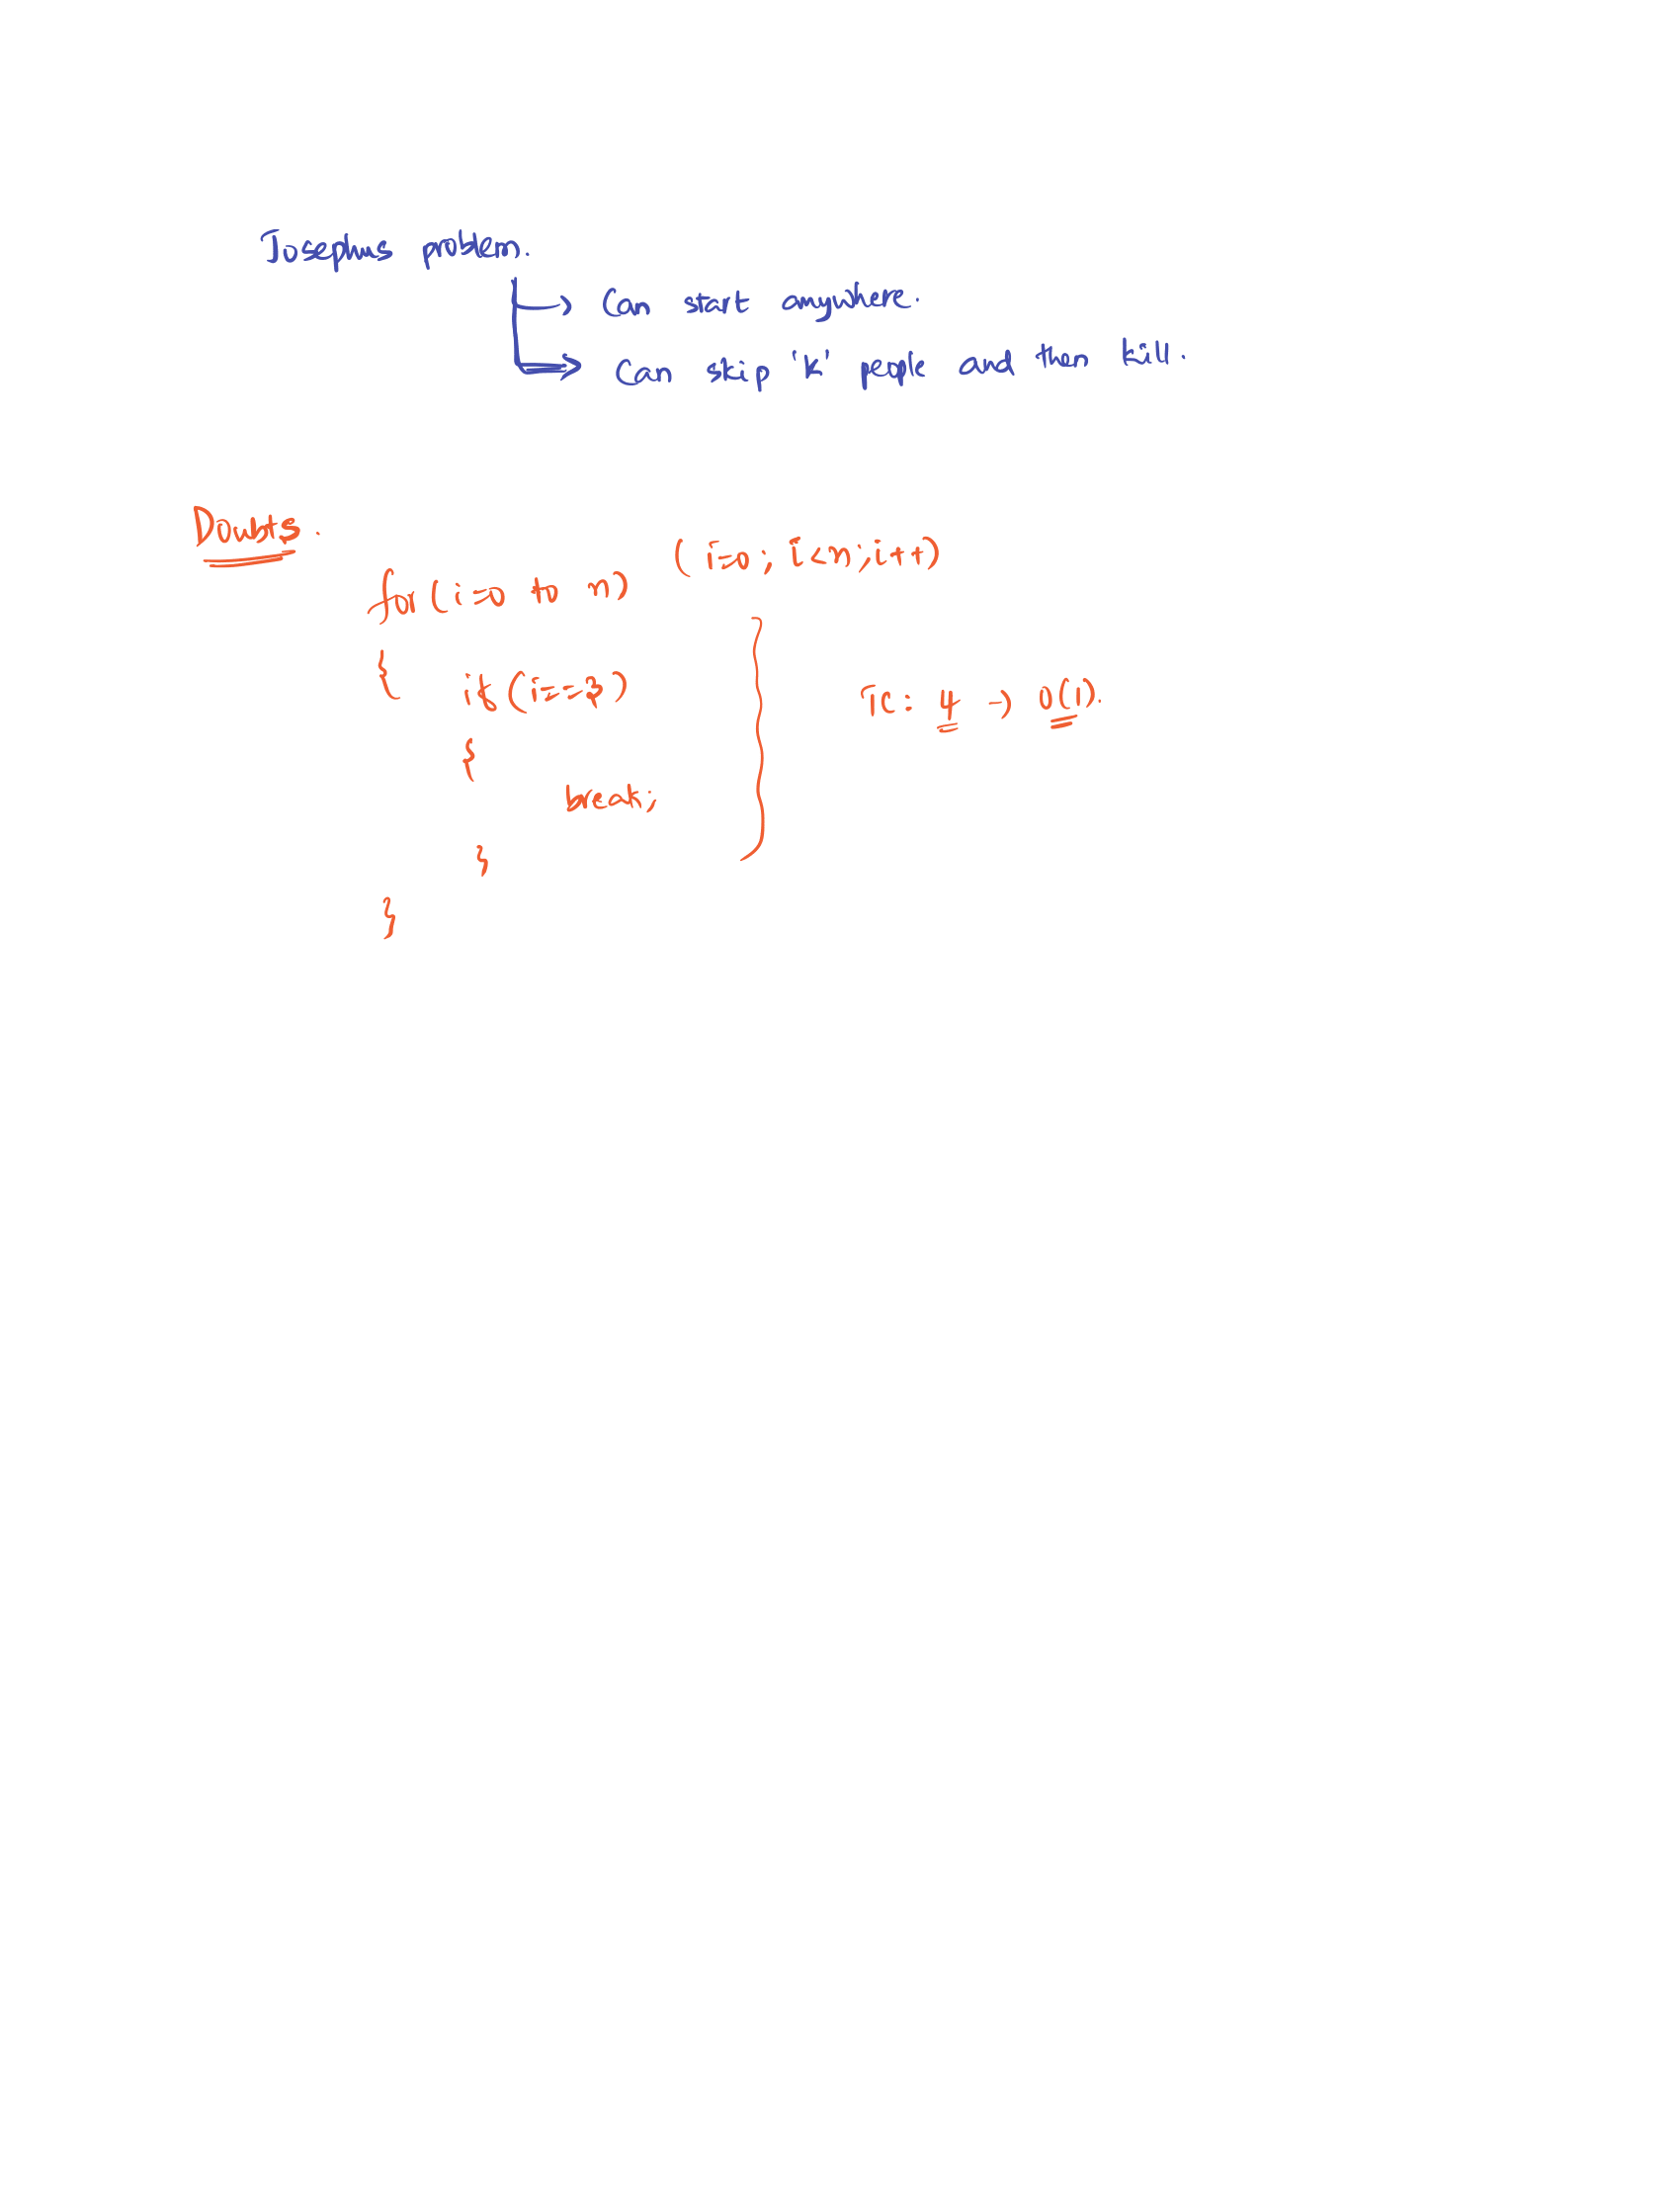 Josephus problem.
Can start anywhere.
Can skip 'K' people and then kill.
Doubts.
for(i=0 to n) (i=0; i<n; i++)
{
if (i==3)
{
break;
}
}
TC: 4 → O(1).